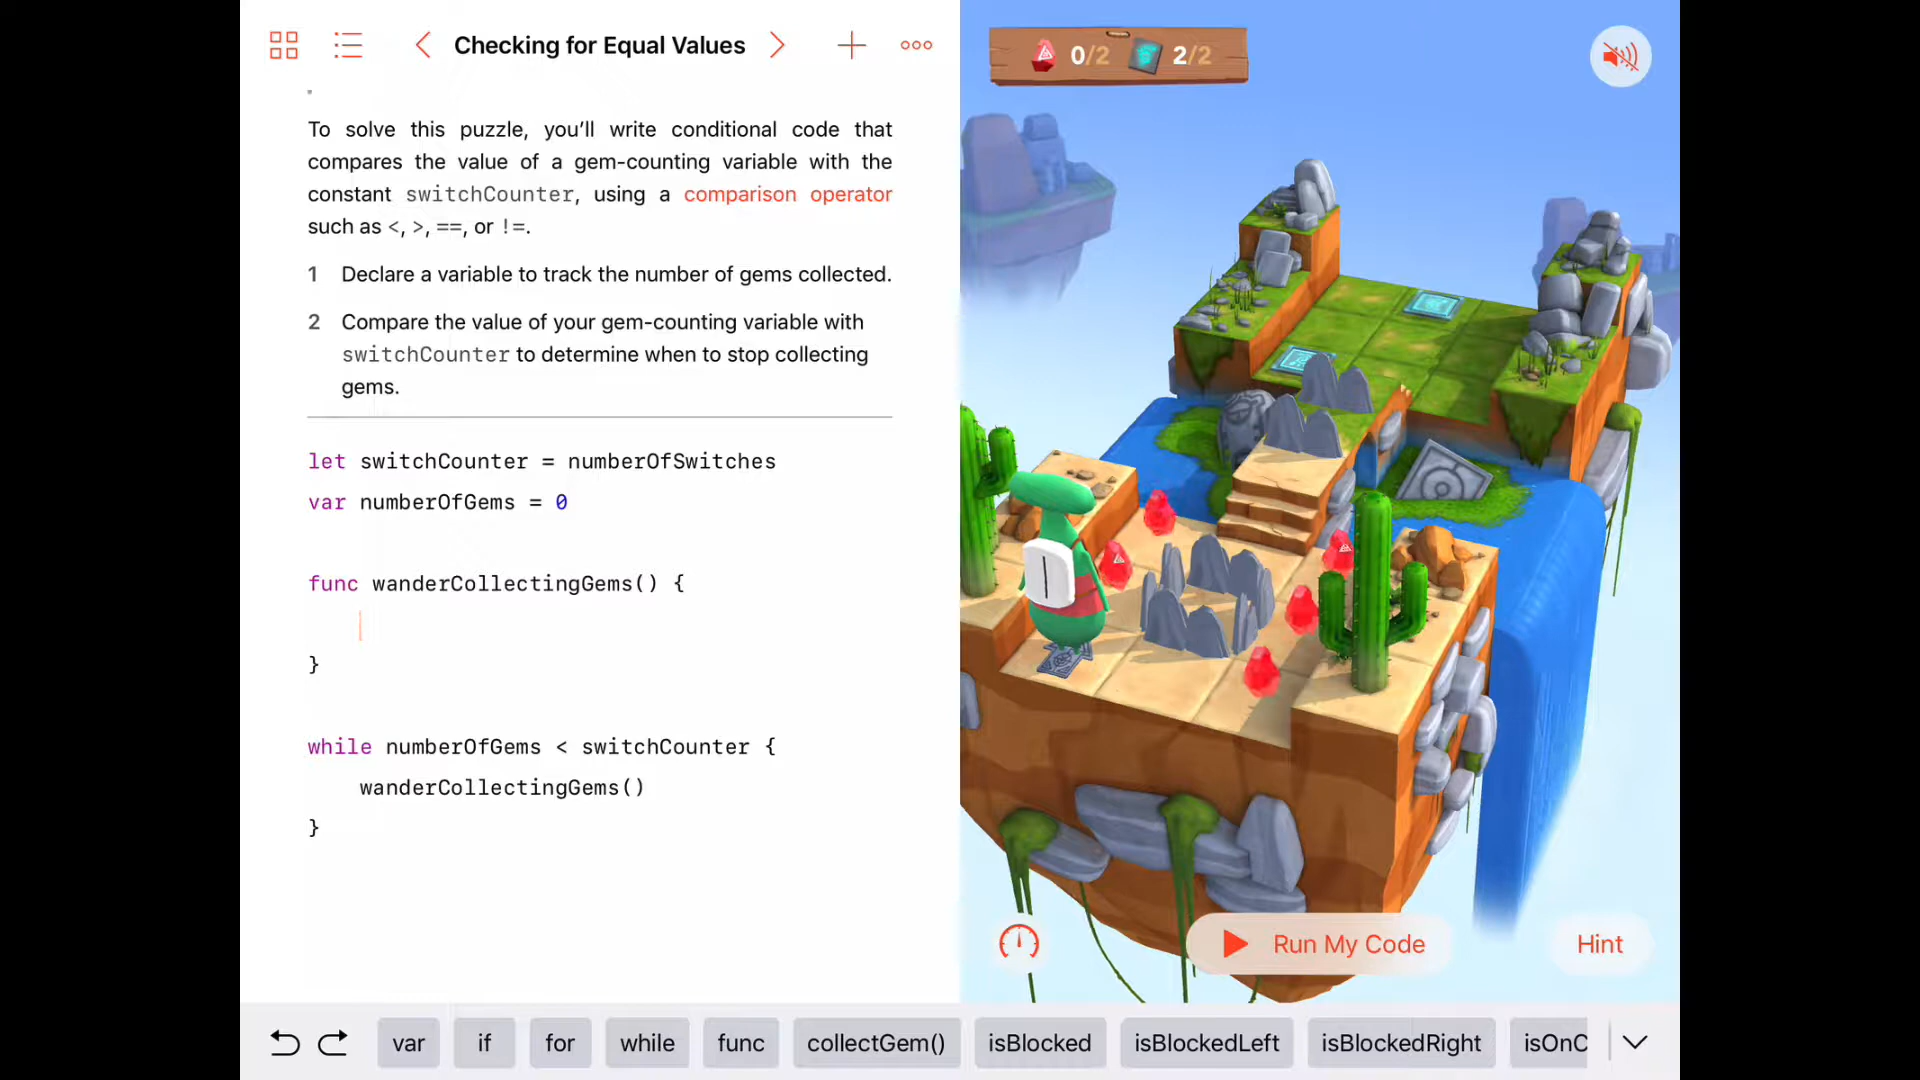 Checking for Equal Values
To solve this puzzle, you’ll write conditional code that
compares the value of a gem-counting variable with the
constant switchCounter, using a comparison operator
such as <, >, ==, or !=.
1 Declare a variable to track the number of gems collected.
2 Compare the value of your gem-counting variable with
switchCounter to determine when to stop collecting
gems.
let switchCounter = numberOfSwitches
var numberOfGems = 0
func wanderCollectingGems() {
}
while numberOfGems < switchCounter {
wanderCollectingGems()
}
0/2 2/2
Run My Code
Hint
var if for while func collectGem() isBlocked isBlockedLeft isBlockedRight isOnC